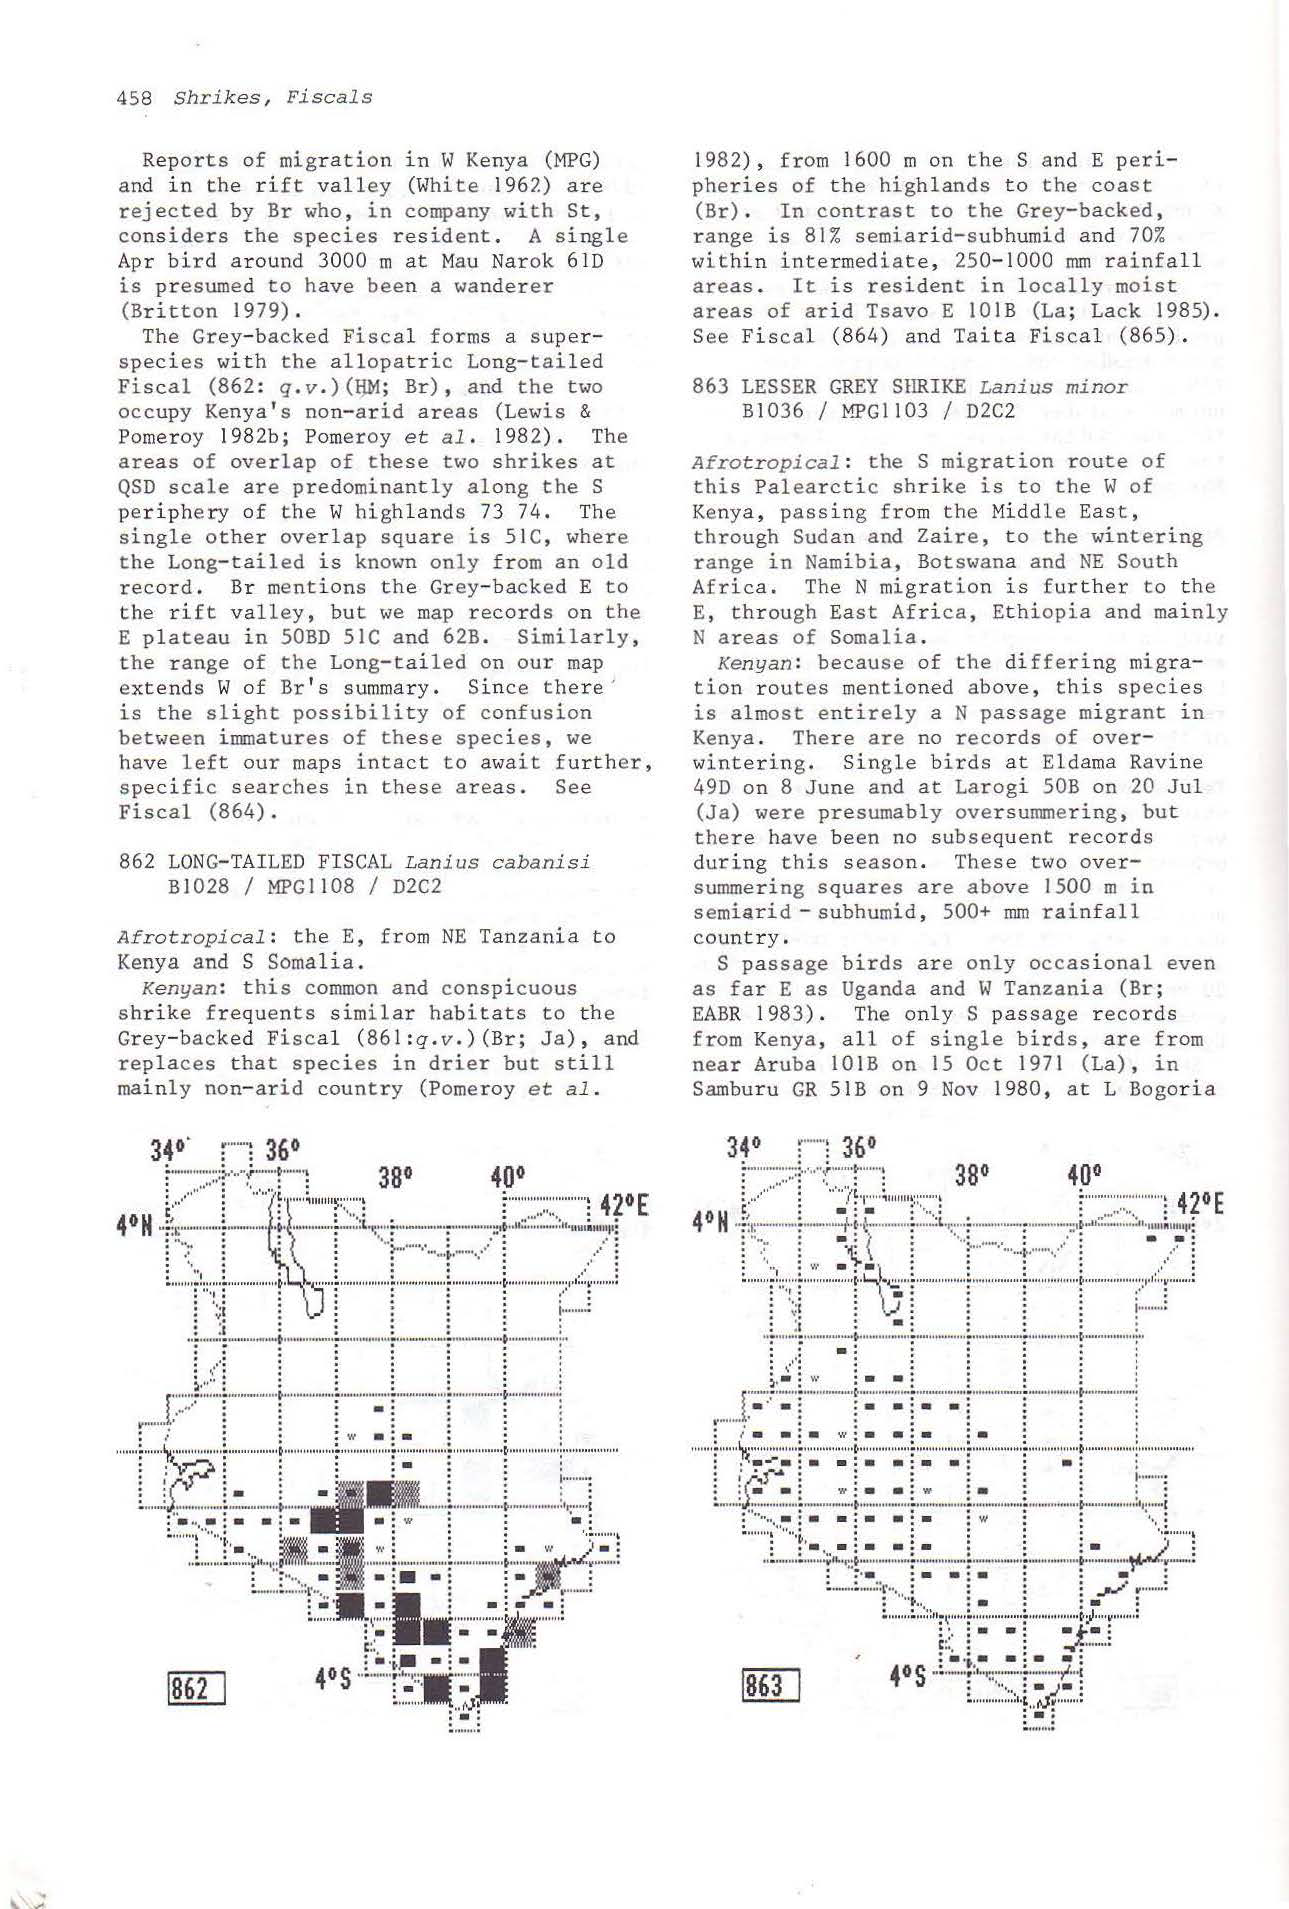 458 Shrikes, Fiscals
Reports of migration in W Kenya (MPG)
and in the rift valley (White 1962) are
rejected by Br who, in company with St,
considers the species resident. A single
Apr bird around 3000 m at Mau Narok 61D
is presumed to have been a wanderer
(Britton 1979).
The Grey-backed Fiscal forms a super-
species with the allopatric Long-tailed
Fiscal (862: q.v.)(HM; Br), and the two
occupy Kenya's non-arid areas (Lewis &
Pomeroy 1982b; Pomeroy et al. 1982). The
areas of overlap of these two shrikes at
QSD scale are predominantly along the S
periphery of the W highlands 73 74. The
single other overlap square is 51C, where
the Long-tailed is known only from an old
record. Br mentions the Grey-backed E to
the rift valley, but we map records on the
E plateau in 50BD 51C and 62B. Similarly,
the range of the Long-tailed on our map
extends W of Br's summary. Since there
is the slight possibility of confusion
between immatures of these species, we
have left our maps intact to await further,
specific searches in these areas. See
Fiscal (864).
862 LONG-TAILED FISCAL Lanius cabanisi
B1028 / MPG1108 / D2C2
Afrotropical: the E, from NE Tanzania to
Kenya and S Somalia.
Kenyan: this common and conspicuous
shrike frequents similar habitats to the
Grey-backed Fiscal (861:q.v.)(Br; Ja), and
replaces that species in drier but still
mainly non-arid country (Pomeroy et al.
1982), from 1600 m on the S and E peri-
pheries of the highlands to the coast
(Br). In contrast to the Grey-backed,
range is 81% semiarid-subhumid and 70%
within intermediate, 250-1000 mm rainfall
areas. It is resident in locally moist
areas of arid Tsavo E 101B (La; Lack 1985).
See Fiscal (864) and Taita Fiscal (865).
863 LESSER GREY SHRIKE Lanius minor
B1036 / MPG1103 / D2C2
Afrotropical: the S migration route of
this Palearctic shrike is to the W of
Kenya, passing from the Middle East,
through Sudan and Zaire, to the wintering
range in Namibia, Botswana and NE South
Africa. The N migration is further to the
E, through East Africa, Ethiopia and mainly
N areas of Somalia.
Kenyan: because of the differing migra-
tion routes mentioned above, this species
is almost entirely a N passage migrant in
Kenya. There are no records of over-
wintering. Single birds at Eldama Ravine
49D on 8 June and at Larogi 50B on 20 Jul
(Ja) were presumably oversummering, but
there have been no subsequent records
during this season. These two over-
summering squares are above 1500 m in
semiarid - subhumid, 500+ mm rainfall
country.
S passage birds are only occasional even
as far E as Uganda and W Tanzania (Br;
EABR 1983). The only S passage records
from Kenya, all of single birds, are from
near Aruba 101B on 15 Oct 1971 (La), in
Samburu GR 51B on 9 Nov 1980, at L Bogoria
34° 36°
38° 40°
42°E
4°N
4°S
862
34° 36°
38° 40°
42°E
4°N
4°S
863